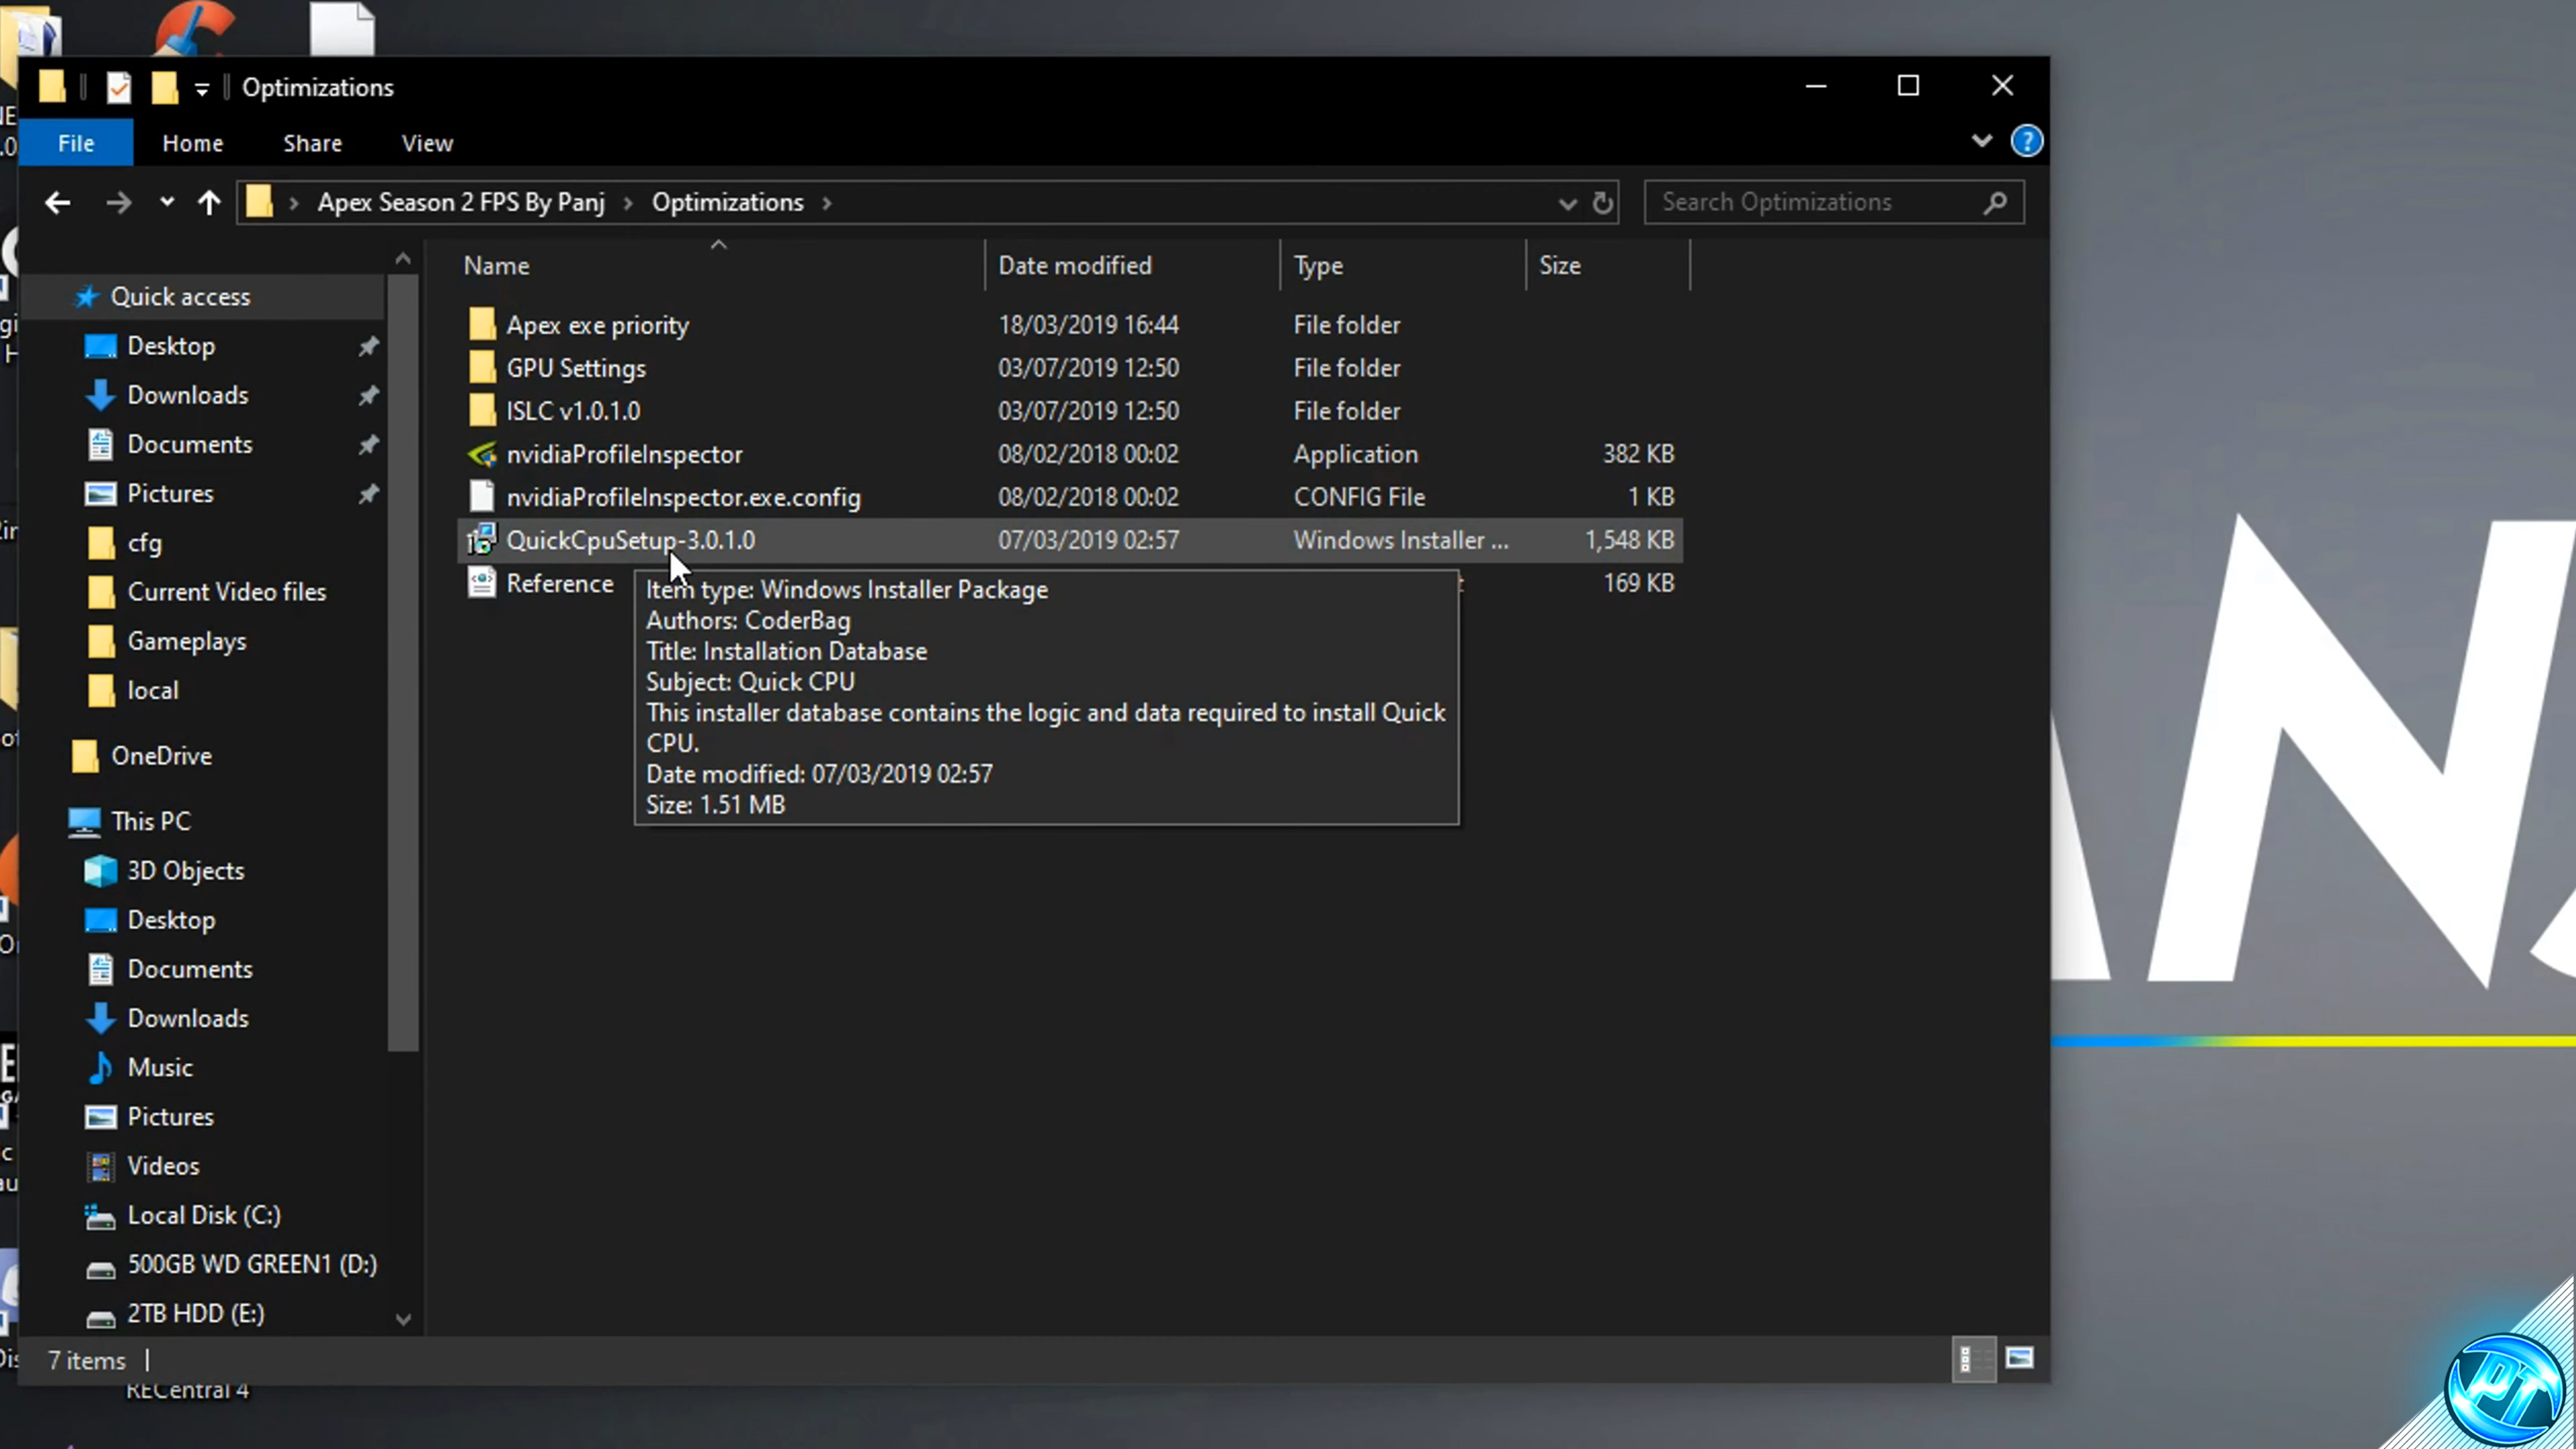 Optimizations
File Home Share View
Apex Season 2 FPS By Panj Optimizations
Search Optimizations
Name Date modified Type Size
Quick access
Desktop
Downloads
Documents
Pictures
cfg
Current Video files
Gameplays
local
OneDrive
This PC
3D Objects
Desktop
Documents
Downloads
Music
Pictures
Videos
Local Disk (C:)
500GB WD GREEN1 (D:)
2TB HDD (E:)
Apex exe priority 18/03/2019 16:44 File folder
GPU Settings 03/07/2019 12:50 File folder
ISLC v1.0.1.0 03/07/2019 12:50 File folder
nvidiaProfileInspector 08/02/2018 00:02 Application 382 KB
nvidiaProfileInspector.exe.config 08/02/2018 00:02 CONFIG File 1 KB
QuickCpuSetup-3.0.1.0 07/03/2019 02:57 Windows Installer ... 1,548 KB
Reference 169 KB
Item type: Windows Installer Package
Authors: CoderBag
Title: Installation Database
Subject: Quick CPU
This installer database contains the logic and data required to install Quick
CPU.
Date modified: 07/03/2019 02:57
Size: 1.51 MB
7 items
RECentral 4
AN
PT